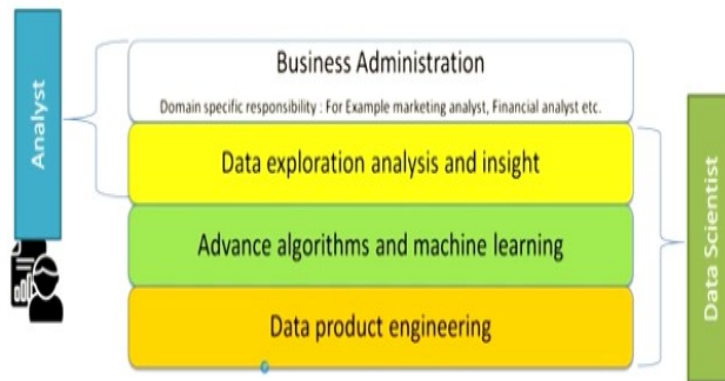 Analyst
Business Administration
Domain specific responsibility : For Example marketing analyst, Financial analyst etc.
Data exploration analysis and insight
Advance algorithms and machine learning
Data product engineering
Data Scientist